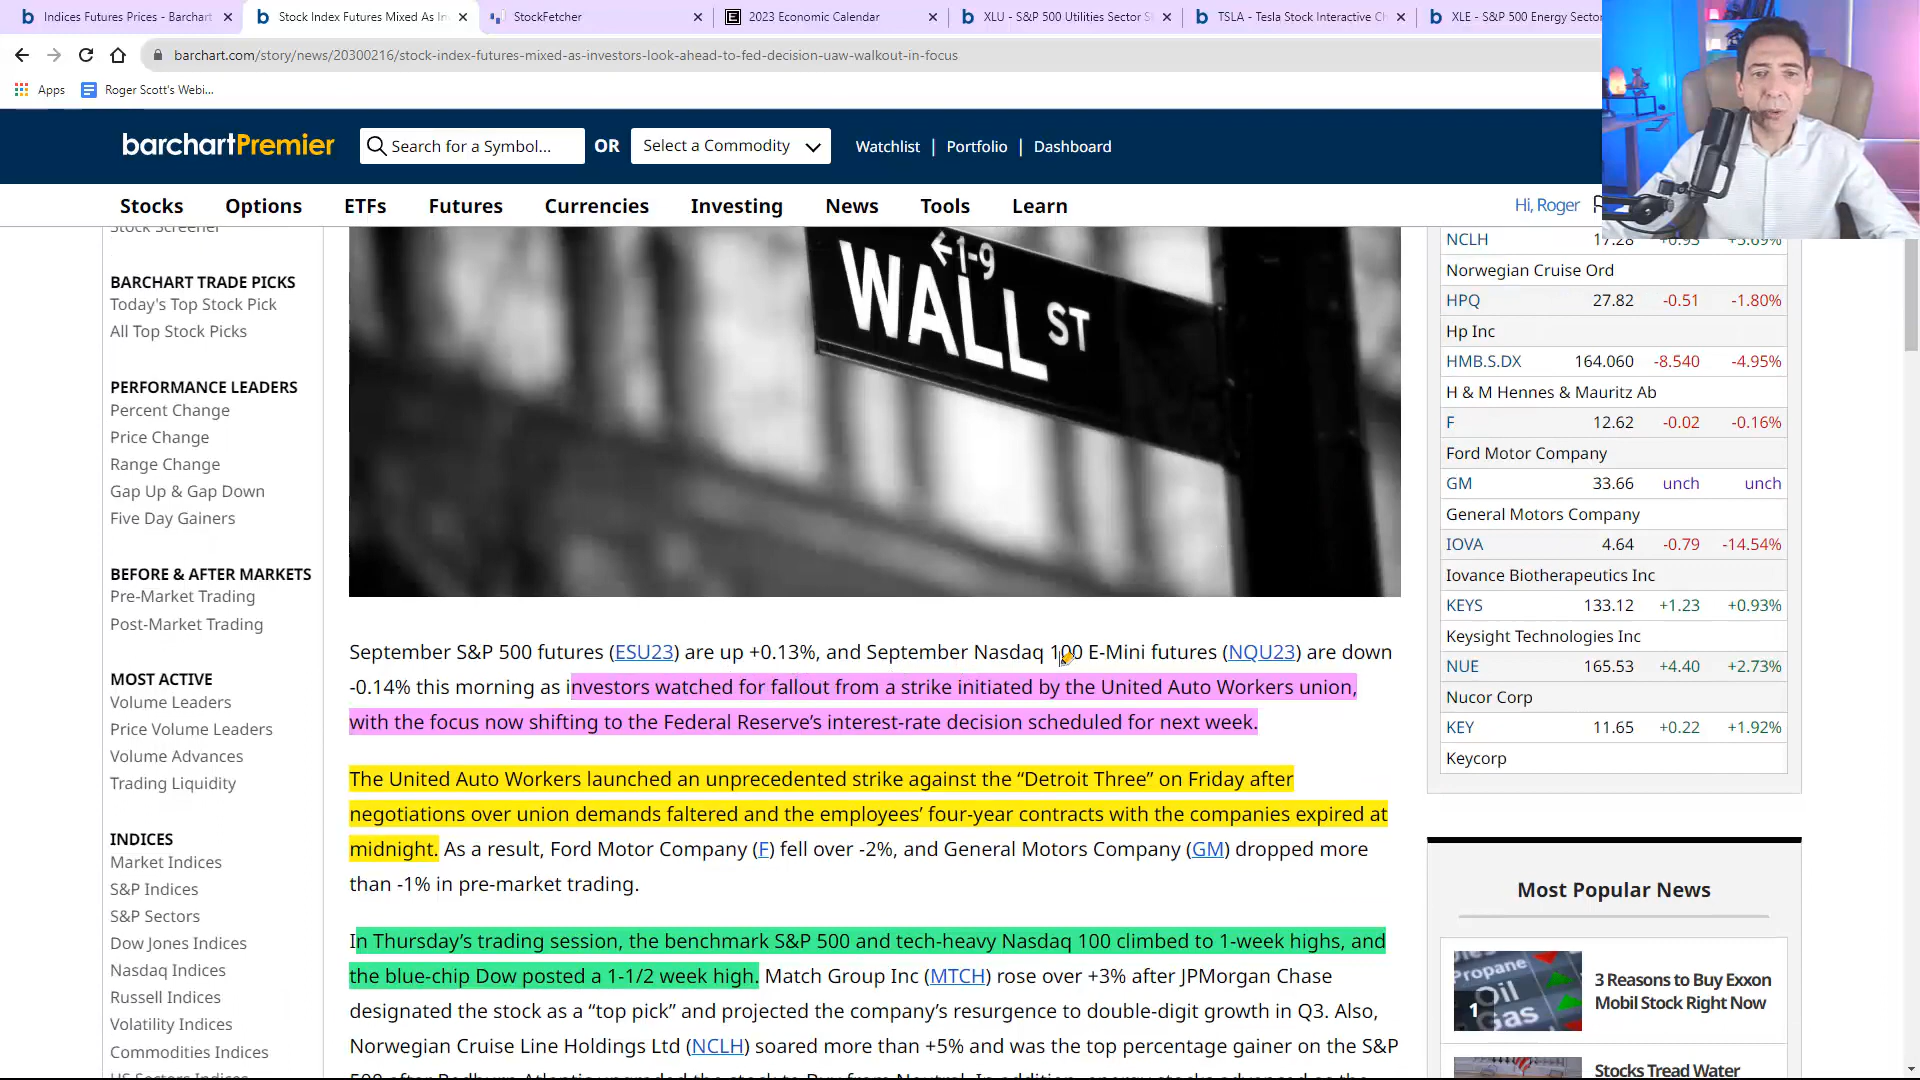 Indices Futures Prices - Barchart
Stock Index Futures Mixed As In
StockFetcher
2023 Economic Calendar
XLU - S&P 500 Utilities Sector S
TSLA - Tesla Stock Interactive Ch
XLE - S&P 500 Energy Sector
barchart.com/story/news/20300216/stock-index-futures-mixed-as-investors-look-ahead-to-fed-decision-uaw-walkout-in-focus
Apps
Roger Scott's Webi...
barchartPremier
Search for a Symbol...
OR
Select a Commodity
Watchlist | Portfolio | Dashboard
Stocks Options ETFs Futures Currencies Investing News Tools Learn
Hi, Roger
Stock Screener
BARCHART TRADE PICKS
Today's Top Stock Pick
All Top Stock Picks
PERFORMANCE LEADERS
Percent Change
Price Change
Range Change
Gap Up & Gap Down
Five Day Gainers
BEFORE & AFTER MARKETS
Pre-Market Trading
Post-Market Trading
MOST ACTIVE
Volume Leaders
Price Volume Leaders
Volume Advances
Trading Liquidity
INDICES
Market Indices
S&P Indices
S&P Sectors
Dow Jones Indices
Nasdaq Indices
Russell Indices
Volatility Indices
Commodities Indices
US Sectors Indices
1-9
WALL ST
September S&P 500 futures (ESU23) are up +0.13%, and September Nasdaq 100 E-Mini futures (NQU23) are down
-0.14% this morning as investors watched for fallout from a strike initiated by the United Auto Workers union,
with the focus now shifting to the Federal Reserve's interest-rate decision scheduled for next week.
The United Auto Workers launched an unprecedented strike against the “Detroit Three” on Friday after
negotiations over union demands faltered and the employees’ four-year contracts with the companies expired at
midnight. As a result, Ford Motor Company (F) fell over -2%, and General Motors Company (GM) dropped more
than -1% in pre-market trading.
In Thursday’s trading session, the benchmark S&P 500 and tech-heavy Nasdaq 100 climbed to 1-week highs, and
the blue-chip Dow posted a 1-1/2 week high. Match Group Inc (MTCH) rose over +3% after JPMorgan Chase
designated the stock as a “top pick” and projected the company’s resurgence to double-digit growth in Q3. Also,
Norwegian Cruise Line Holdings Ltd (NCLH) soared more than +5% and was the top percentage gainer on the S&P
NCLH 17.28 +0.93 +5.69%
Norwegian Cruise Ord
HPQ 27.82 -0.51 -1.80%
Hp Inc
HMB.S.DX 164.060 -8.540 -4.95%
H & M Hennes & Mauritz Ab
F 12.62 -0.02 -0.16%
Ford Motor Company
GM 33.66 unch unch
General Motors Company
IOVA 4.64 -0.79 -14.54%
Iovance Biotherapeutics Inc
KEYS 133.12 +1.23 +0.93%
Keysight Technologies Inc
NUE 165.53 +4.40 +2.73%
Nucor Corp
KEY 11.65 +0.22 +1.92%
Keycorp
Most Popular News
Propane
Oil
Gas
1
3 Reasons to Buy Exxon
Mobil Stock Right Now
Stocks Tread Water